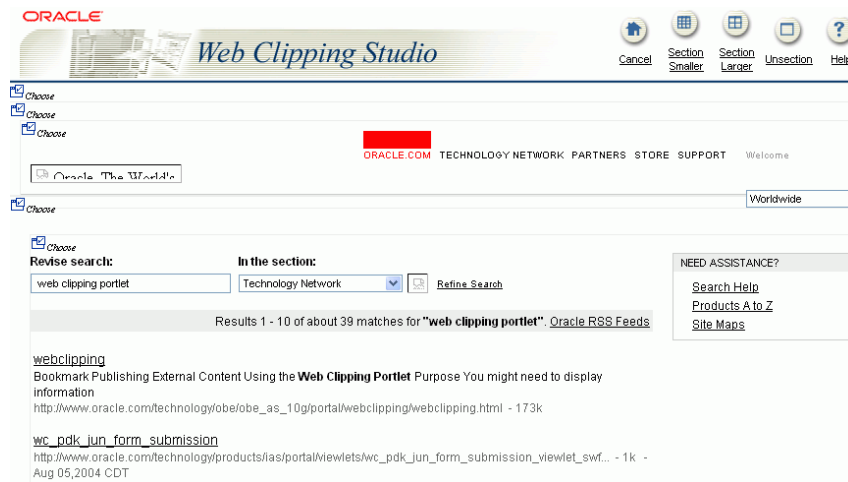 ORACLE
Web Clipping Studio
Cancel
Section Smaller
Section Larger
Unsection
Help
Choose
Choose
Choose
ORACLE.COM TECHNOLOGY NETWORK PARTNERS STORE SUPPORT Welcome
Oracle, The World's
Choose
Worldwide
Choose
Revise search: In the section:
web clipping portlet Technology Network Refine Search
NEED ASSISTANCE?
Search Help
Products A to Z
Site Maps
Results 1 - 10 of about 39 matches for "web clipping portlet". Oracle RSS Feeds
webclipping
Bookmark Publishing External Content Using the Web Clipping Portlet Purpose You might need to display
information
http://www.oracle.com/technology/obe/obe_as_10g/portal/webclipping/webclipping.html - 173k
wc_pdk_jun_form_submission
http://www.oracle.com/technology/products/ias/portal/viewlets/wc_pdk_jun_form_submission_viewlet_swf... - 1k -
Aug 05,2004 CDT